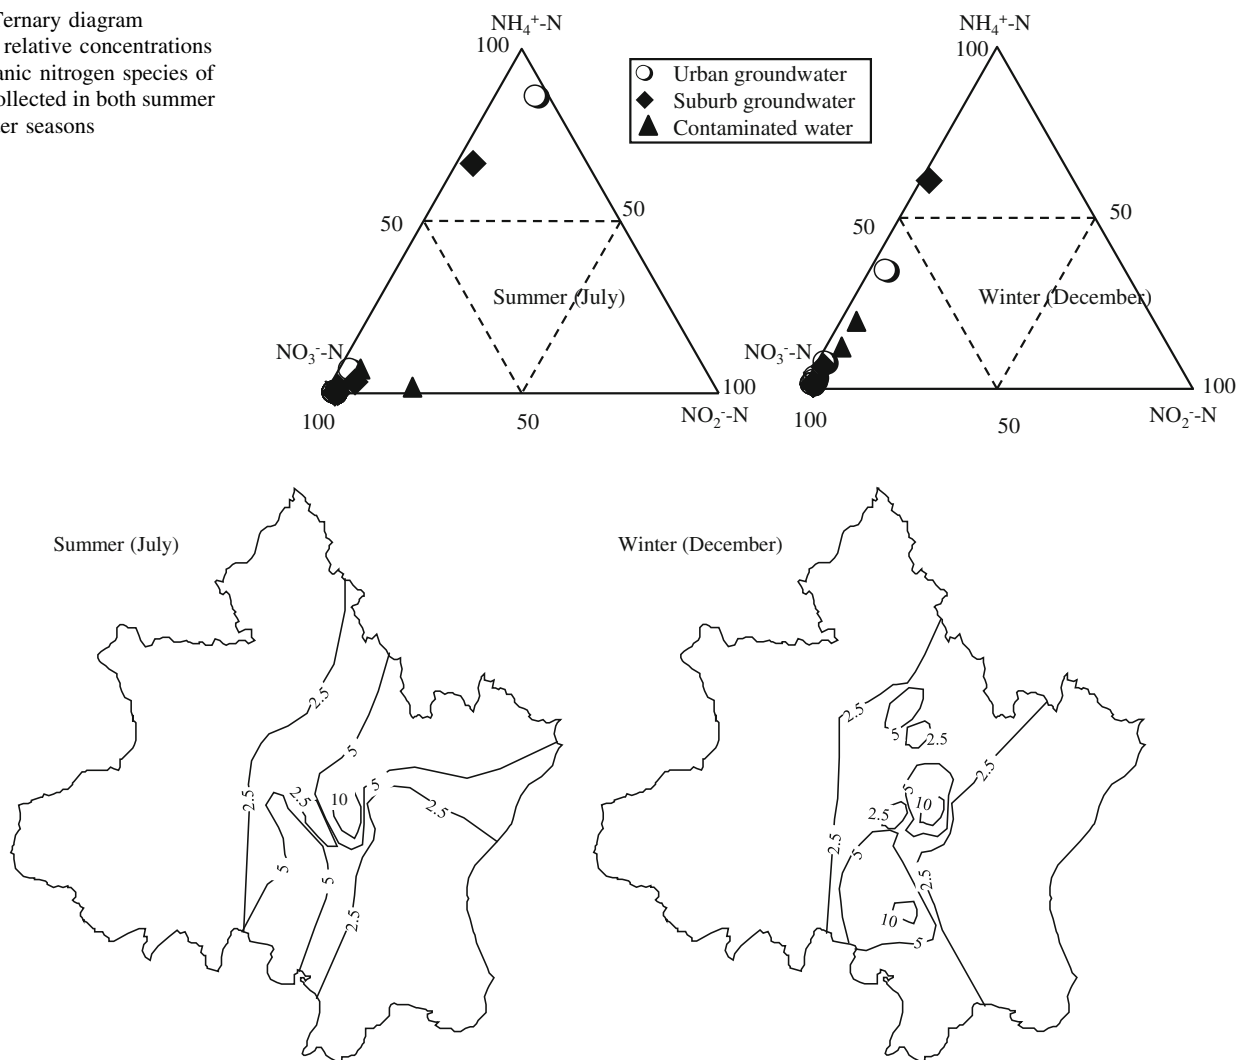 Ternary diagram
relative concentrations
nitrogen species of
collected in both summer
seasons
NH₄⁺-N
100
50
50
Summer (July)
NO₃⁻-N
100
50
100
NO₂⁻-N
Urban groundwater
Suburb groundwater
Contaminated water
NH₄⁺-N
100
50
50
Winter (December)
NO₃⁻-N
100
50
100
NO₂⁻-N
Summer (July)
2.5
5
2.5
2.5
10
5
2.5
5
5
2.5
Winter (December)
2.5
5
2.5
2.5
5
10
2.5
2.5
5
2.5
10
5